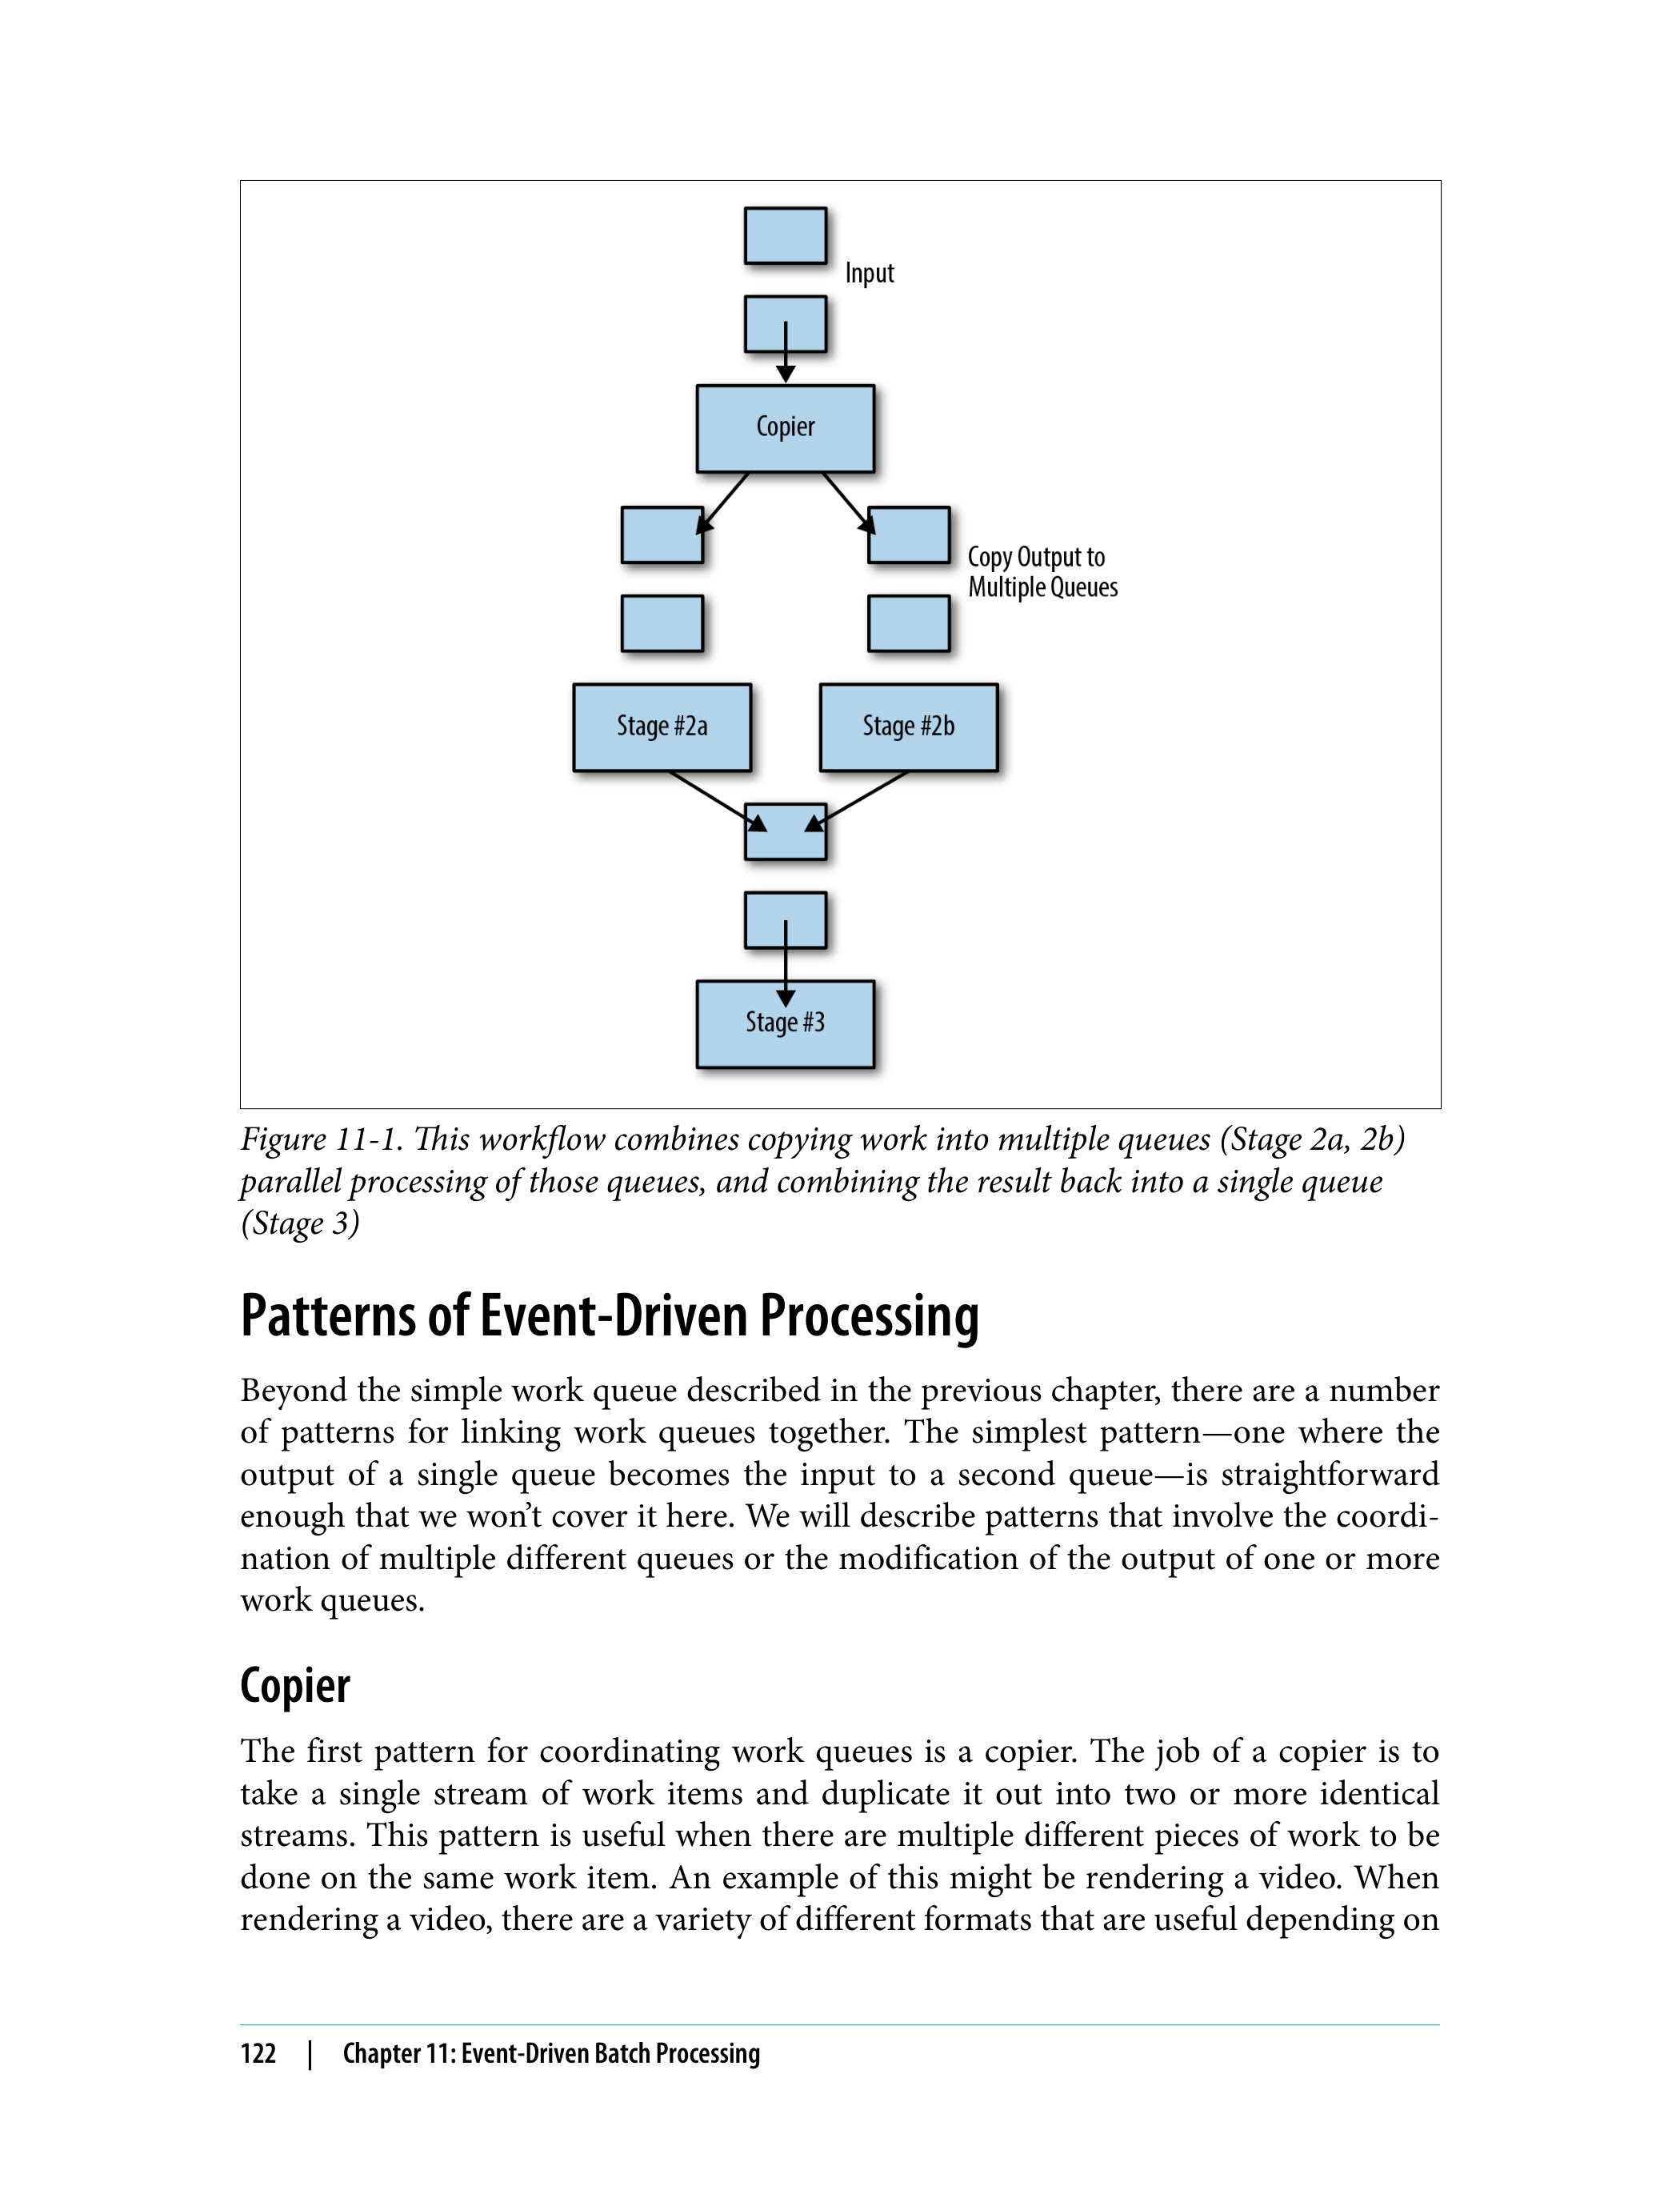 Input
Copier
Copy Output to
Multiple Queues
Stage #2a
Stage #2b
Stage #3
Figure 11-1. This workflow combines copying work into multiple queues (Stage 2a, 2b)
parallel processing of those queues, and combining the result back into a single queue
(Stage 3)
Patterns of Event-Driven Processing
Beyond the simple work queue described in the previous chapter, there are a number
of patterns for linking work queues together. The simplest pattern—one where the
output of a single queue becomes the input to a second queue—is straightforward
enough that we won’t cover it here. We will describe patterns that involve the coordi-
nation of multiple different queues or the modification of the output of one or more
work queues.
Copier
The first pattern for coordinating work queues is a copier. The job of a copier is to
take a single stream of work items and duplicate it out into two or more identical
streams. This pattern is useful when there are multiple different pieces of work to be
done on the same work item. An example of this might be rendering a video. When
rendering a video, there are a variety of different formats that are useful depending on
122 | Chapter 11: Event-Driven Batch Processing